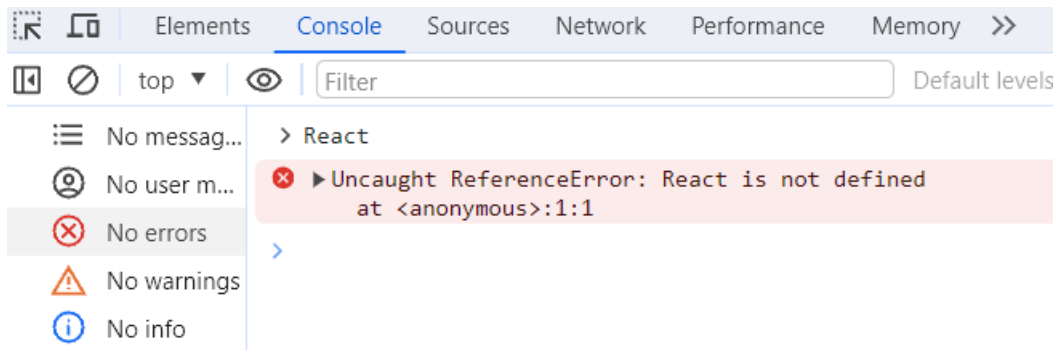 Elements Console Sources Network Performance Memory
top Filter Default levels
No messag...
No user m...
No errors
No warnings
No info
> React
Uncaught ReferenceError: React is not defined
at <anonymous>:1:1
>